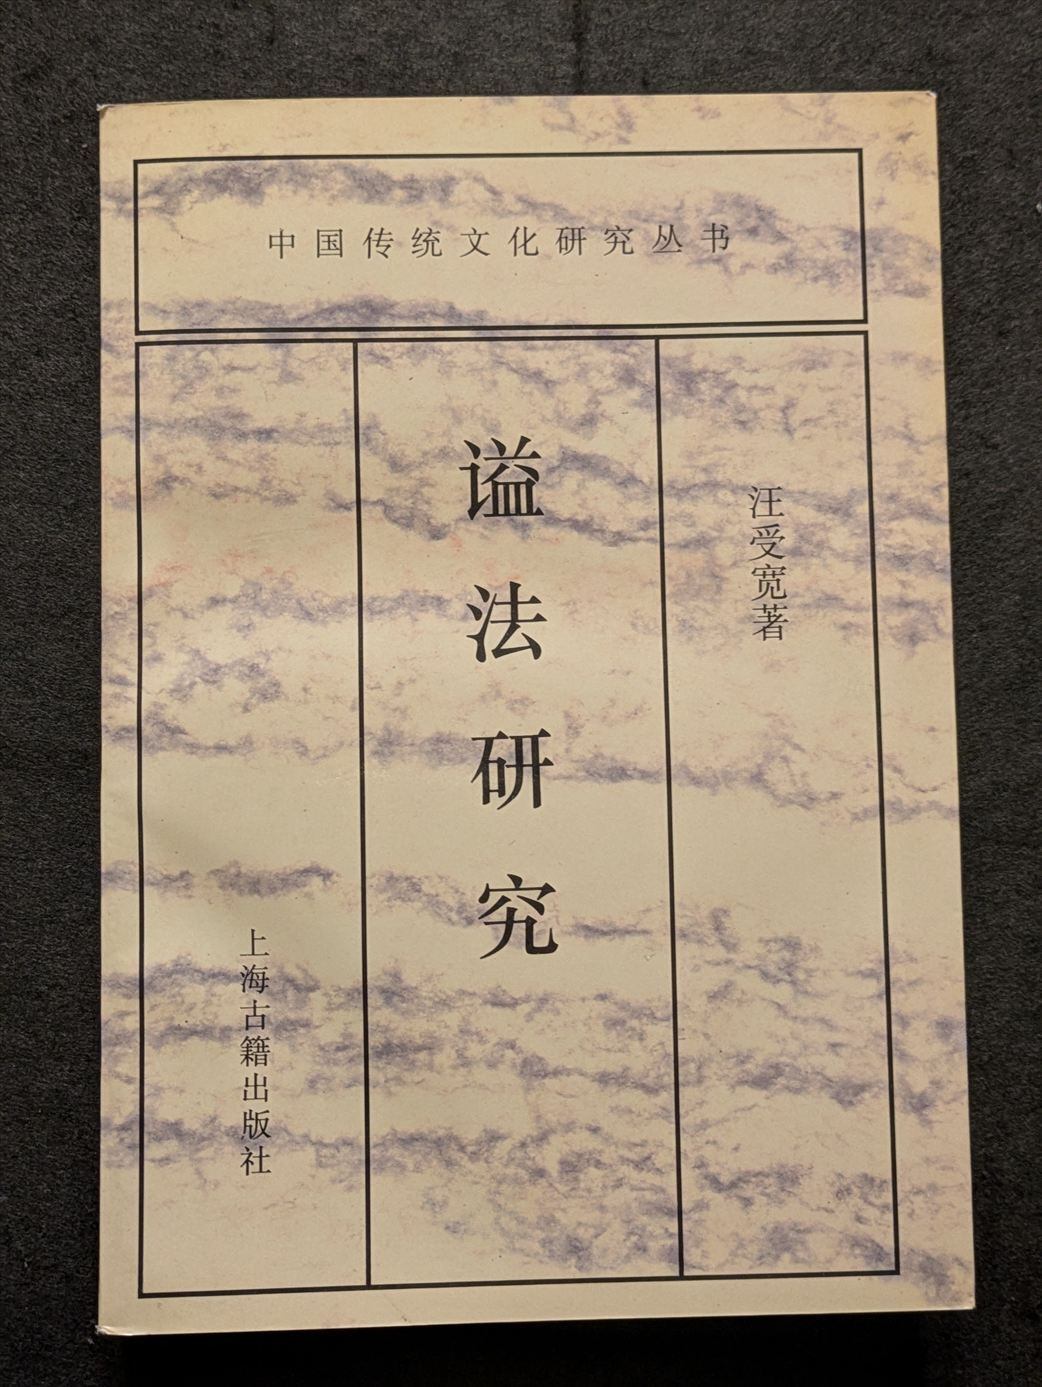 中国传统文化研究丛书
汪受宽著
谥法研究
上海古籍出版社